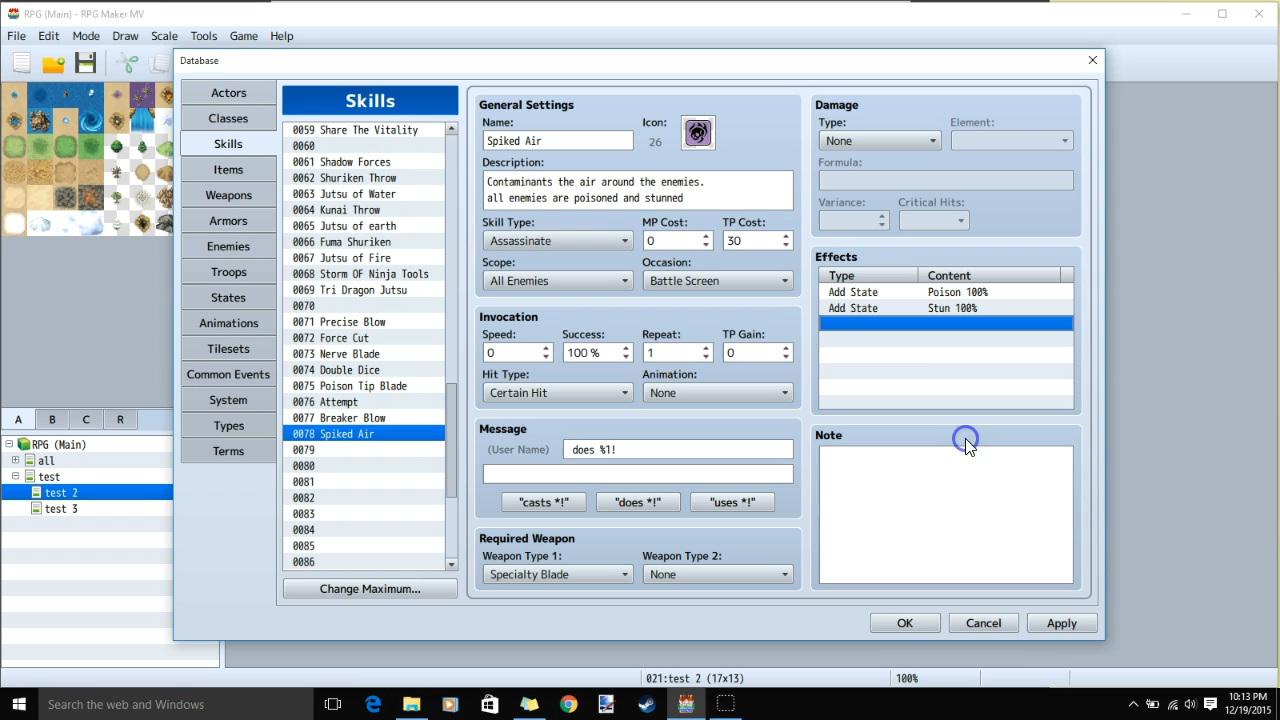 RPG (Main) - RPG Maker MV
File Edit Mode Draw Scale Tools Game Help
Database
Actors
Classes
Skills
Items
Weapons
Armors
Enemies
Troops
States
Animations
Tilesets
Common Events
System
Types
Terms
Skills
0059 Share The Vitality
0060
0061 Shadow Forces
0062 Shuriken Throw
0063 Jutsu of Water
0064 Kunai Throw
0065 Jutsu of earth
0066 Fuma Shuriken
0067 Jutsu of Fire
0068 Storm OF Ninja Tools
0069 Tri Dragon Jutsu
0070
0071 Precise Blow
0072 Force Cut
0073 Nerve Blade
0074 Double Dice
0075 Poison Tip Blade
0076 Attempt
0077 Breaker Blow
0078 Spiked Air
0079
0080
0081
0082
0083
0084
0085
0086
Change Maximum...
General Settings
Name: Icon:
Spiked Air 26
Description:
Contaminants the air around the enemies.
all enemies are poisoned and stunned
Skill Type: MP Cost: TP Cost:
Assassinate 0 30
Scope: Occasion:
All Enemies Battle Screen
Invocation
Speed: Success: Repeat: TP Gain:
0 100 % 1 0
Hit Type: Animation:
Certain Hit None
Message
(User Name) does %1!
"casts *!" "does *!" "uses *!"
Required Weapon
Weapon Type 1: Weapon Type 2:
Specialty Blade None
Damage
Type: Element:
None
Formula:
Variance: Critical Hits:
Effects
Type Content
Add State Poison 100%
Add State Stun 100%
Note
OK Cancel Apply
A B C R
RPG (Main)
all
test
test 2
test 3
021:test 2 (17x13) 100%
Search the web and Windows
10:13 PM
12/19/2015